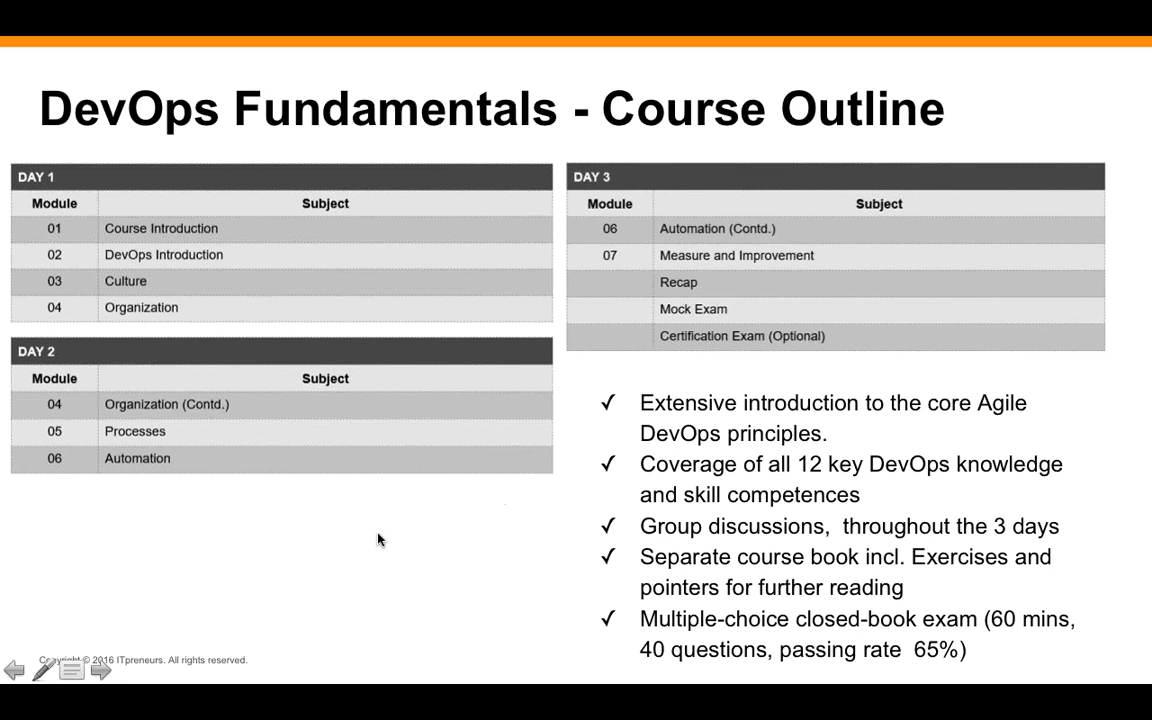 DevOps Fundamentals - Course Outline
DAY 1
Module Subject
01 Course Introduction
02 DevOps Introduction
03 Culture
04 Organization
DAY 2
Module Subject
04 Organization (Contd.)
05 Processes
06 Automation
DAY 3
Module Subject
06 Automation (Contd.)
07 Measure and Improvement
Recap
Mock Exam
Certification Exam (Optional)
✓ Extensive introduction to the core Agile
DevOps principles.
✓ Coverage of all 12 key DevOps knowledge
and skill competences
✓ Group discussions,  throughout the 3 days
✓ Separate course book incl. Exercises and
pointers for further reading
✓ Multiple-choice closed-book exam (60 mins,
40 questions, passing rate  65%)
Copyright © 2016 ITpreneurs. All rights reserved.